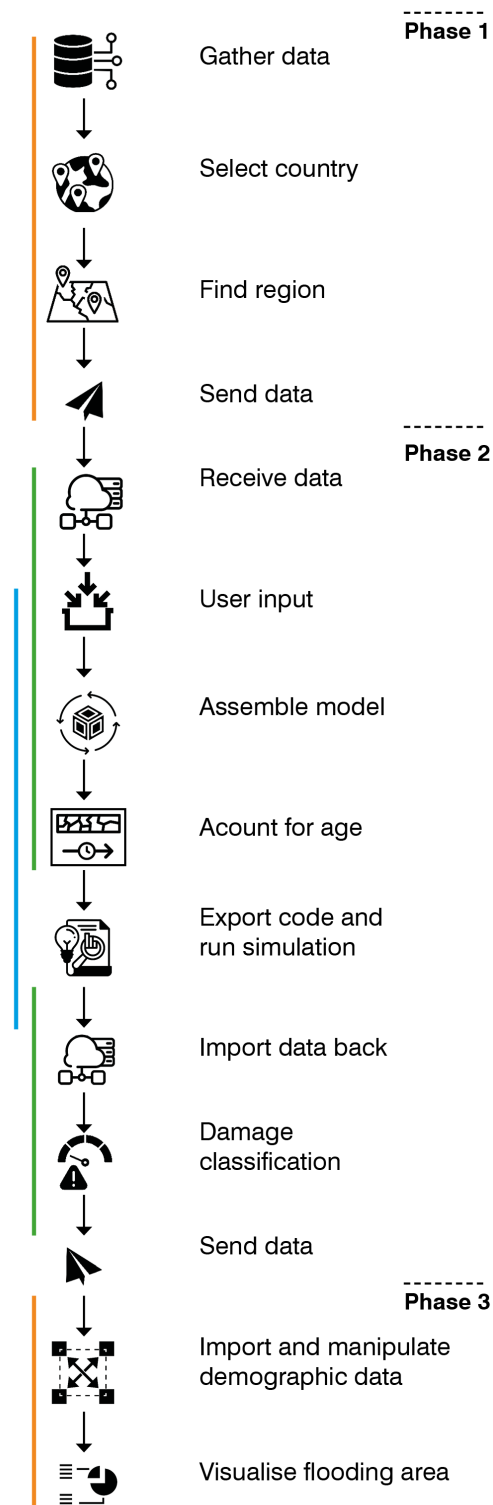 Phase 1
Gather data
Select country
Find region
Send data
Phase 2
Receive data
User input
Assemble model
Acount for age
Export code and
run simulation
Import data back
Damage
classification
Send data
Phase 3
Import and manipulate
demographic data
Visualise flooding area